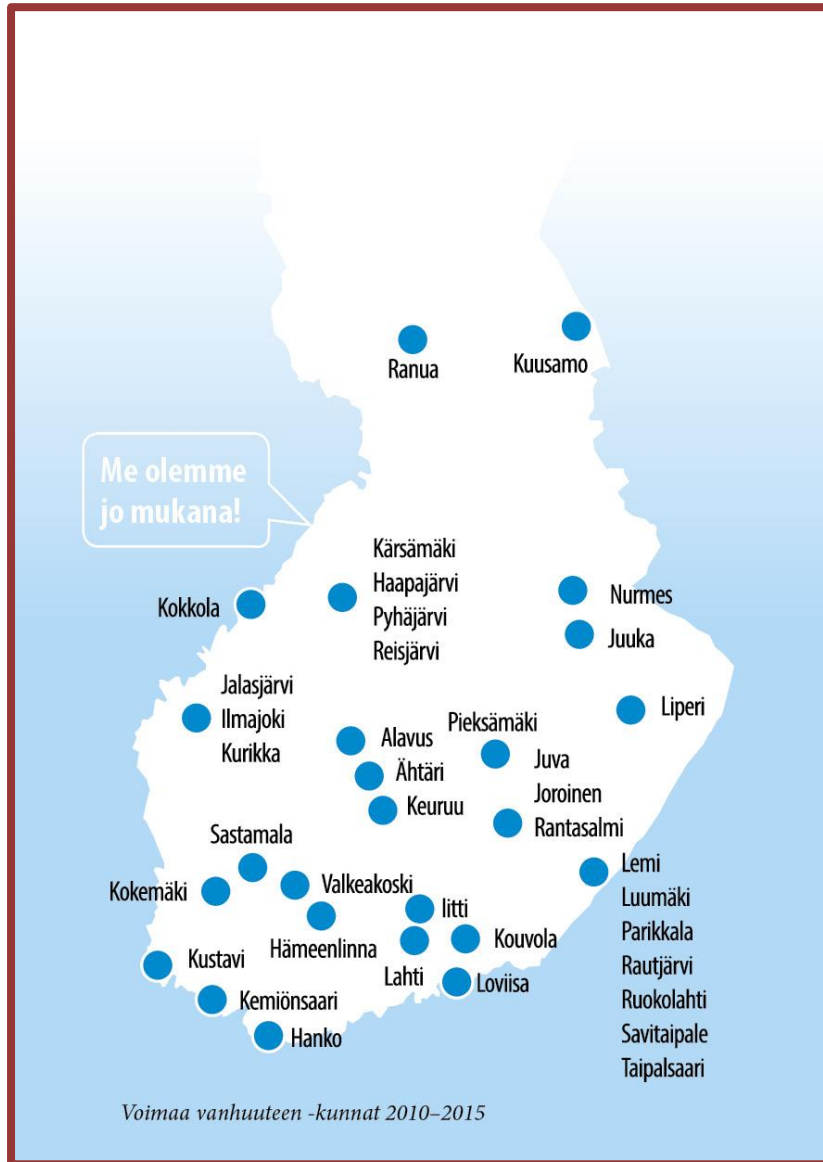 Ranua
Kuusamo
Me olemme
jo mukana!
Kärsämäki
Haapajärvi
Pyhäjärvi
Reisjärvi
Kokkola
Nurmes
Juuka
Jalasjärvi
Ilmajoki
Kurikka
Liperi
Alavus
Ähtäri
Keuruu
Pieksämäki
Juva
Joroinen
Rantasalmi
Sastamala
Kokemäki
Valkeakoski
Hämeenlinna
Iitti
Lahti
Kouvola
Loviisa
Lemi
Luumäki
Parikkala
Rautjärvi
Ruokolahti
Savitaipale
Taipalsaari
Kustavi
Kemiönsaari
Hanko
Voimaa vanhuuteen -kunnat 2010–2015